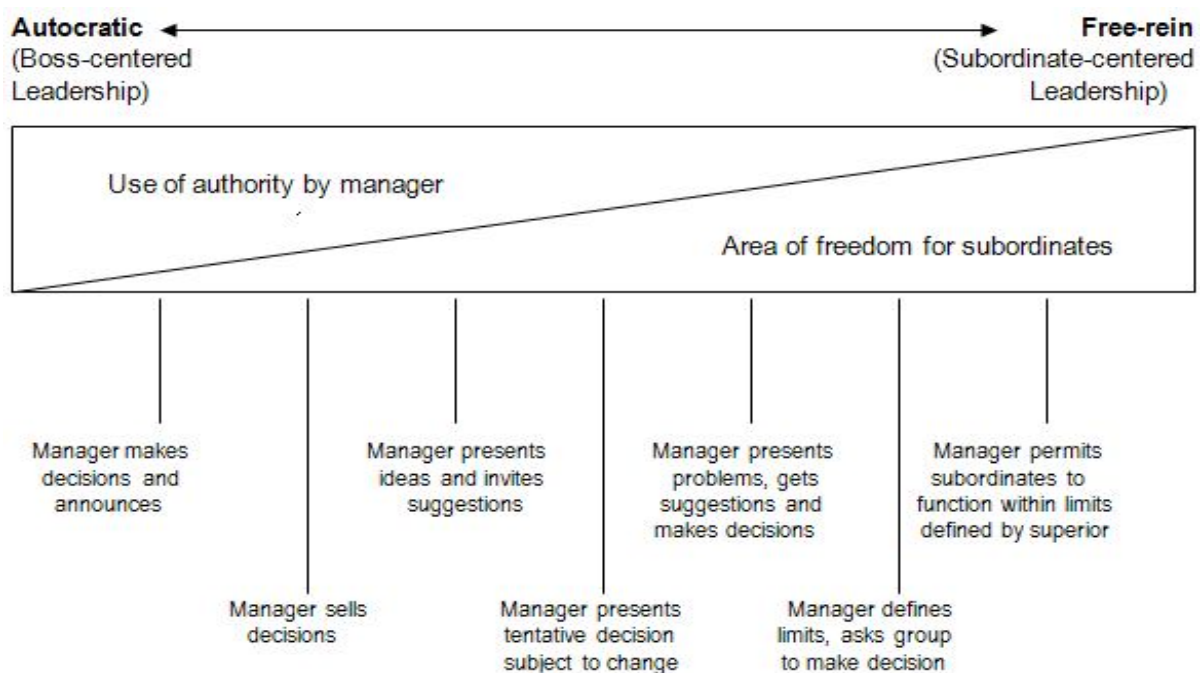 Autocratic
(Boss-centered
Leadership)
Free-rein
(Subordinate-centered
Leadership)
Use of authority by manager
Area of freedom for subordinates
Manager makes
decisions and
announces
Manager sells
decisions
Manager presents
ideas and invites
suggestions
Manager presents
tentative decision
subject to change
Manager presents
problems, gets
suggestions and
makes decisions
Manager defines
limits, asks group
to make decision
Manager permits
subordinates to
function within limits
defined by superior